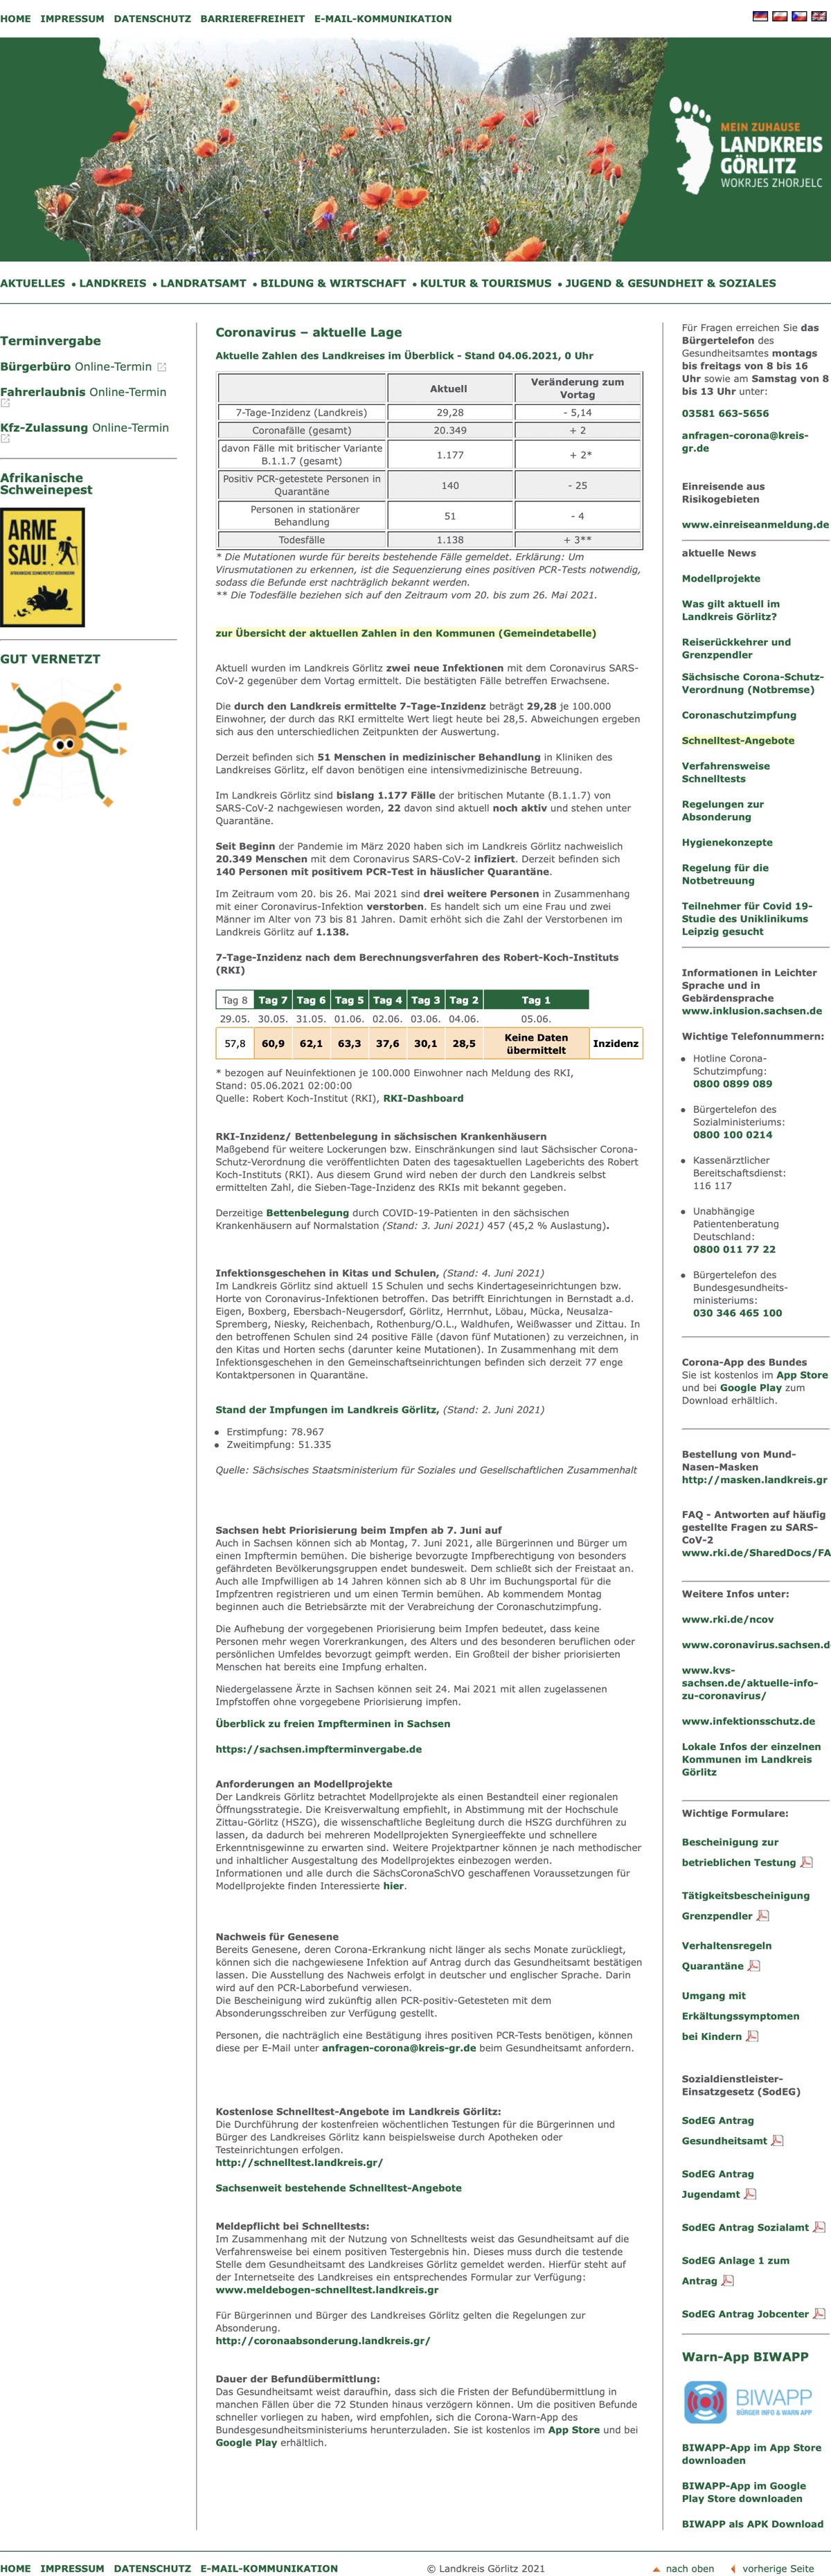 HOME IMPRESSUM DATENSCHUTZ BARRIEREFREIHEIT E-MAIL-KOMMUNIKATION
MEIN ZUHAUSE
LANDKREIS
GÖRLITZ
WOKRJES ZHORJELC
AKTUELLES • LANDKREIS • LANDRATSAMT • BILDUNG & WIRTSCHAFT • KULTUR & TOURISMUS • JUGEND & GESUNDHEIT & SOZIALES
Terminvergabe
Bürgerbüro Online-Termin
Fahrerlaubnis Online-Termin
Kfz-Zulassung Online-Termin
Afrikanische
Schweinepest
ARME
SAU!
GUT VERNETZT
Coronavirus – aktuelle Lage
Aktuelle Zahlen des Landkreises im Überblick - Stand 04.06.2021, 0 Uhr
Aktuell Veränderung zum
Vortag
7-Tage-Inzidenz (Landkreis) 29,28 - 5,14
Coronafälle (gesamt) 20.349 + 2
davon Fälle mit britischer Variante
B.1.1.7 (gesamt) 1.177 + 2*
Positiv PCR-getestete Personen in
Quarantäne 140 - 25
Personen in stationärer
Behandlung 51 - 4
Todesfälle 1.138 + 3**
* Die Mutationen wurde für bereits bestehende Fälle gemeldet. Erklärung: Um
Virusmutationen zu erkennen, ist die Sequenzierung eines positiven PCR-Tests notwendig,
sodass die Befunde erst nachträglich bekannt werden.
** Die Todesfälle beziehen sich auf den Zeitraum vom 20. bis zum 26. Mai 2021.
zur Übersicht der aktuellen Zahlen in den Kommunen (Gemeindetabelle)
Aktuell wurden im Landkreis Görlitz zwei neue Infektionen mit dem Coronavirus SARS-
CoV-2 gegenüber dem Vortag ermittelt. Die bestätigten Fälle betreffen Erwachsene.
Die durch den Landkreis ermittelte 7-Tage-Inzidenz beträgt 29,28 je 100.000
Einwohner, der durch das RKI ermittelte Wert liegt heute bei 28,5. Abweichungen ergeben
sich aus den unterschiedlichen Zeitpunkten der Auswertung.
Derzeit befinden sich 51 Menschen in medizinischer Behandlung in Kliniken des
Landkreises Görlitz, elf davon benötigen eine intensivmedizinische Betreuung.
Im Landkreis Görlitz sind bislang 1.177 Fälle der britischen Mutante (B.1.1.7) von
SARS-CoV-2 nachgewiesen worden, 22 davon sind aktuell noch aktiv und stehen unter
Quarantäne.
Seit Beginn der Pandemie im März 2020 haben sich im Landkreis Görlitz nachweislich
20.349 Menschen mit dem Coronavirus SARS-CoV-2 infiziert. Derzeit befinden sich
140 Personen mit positivem PCR-Test in häuslicher Quarantäne.
Im Zeitraum vom 20. bis 26. Mai 2021 sind drei weitere Personen in Zusammenhang
mit einer Coronavirus-Infektion verstorben. Es handelt sich um eine Frau und zwei
Männer im Alter von 73 bis 81 Jahren. Damit erhöht sich die Zahl der Verstorbenen im
Landkreis Görlitz auf 1.138.
7-Tage-Inzidenz nach dem Berechnungsverfahren des Robert-Koch-Instituts
(RKI)
Tag 8 Tag 7 Tag 6 Tag 5 Tag 4 Tag 3 Tag 2 Tag 1
29.05. 30.05. 31.05. 01.06. 02.06. 03.06. 04.06. 05.06.
57,8 60,9 62,1 63,3 37,6 30,1 28,5 Keine Daten
übermittelt Inzidenz
* bezogen auf Neuinfektionen je 100.000 Einwohner nach Meldung des RKI,
Stand: 05.06.2021 02:00:00
Quelle: Robert Koch-Institut (RKI), RKI-Dashboard
RKI-Inzidenz/ Bettenbelegung in sächsischen Krankenhäusern
Maßgebend für weitere Lockerungen bzw. Einschränkungen sind laut Sächsischer Corona-
Schutz-Verordnung die veröffentlichten Daten des tagesaktuellen Lageberichts des Robert
Koch-Instituts (RKI). Aus diesem Grund wird neben der durch den Landkreis selbst
ermittelten Zahl, die Sieben-Tage-Inzidenz des RKIs mit bekannt gegeben.
Derzeitige Bettenbelegung durch COVID-19-Patienten in den sächsischen
Krankenhäusern auf Normalstation (Stand: 3. Juni 2021) 457 (45,2 % Auslastung).
Infektionsgeschehen in Kitas und Schulen, (Stand: 4. Juni 2021)
Im Landkreis Görlitz sind aktuell 15 Schulen und sechs Kindertageseinrichtungen bzw.
Horte von Coronavirus-Infektionen betroffen. Das betrifft Einrichtungen in Bernstadt a.d.
Eigen, Boxberg, Ebersbach-Neugersdorf, Görlitz, Herrnhut, Löbau, Mücka, Neusalza-
Spremberg, Niesky, Reichenbach, Rothenburg/O.L., Waldhufen, Weißwasser und Zittau. In
den betroffenen Schulen sind 24 positive Fälle (davon fünf Mutationen) zu verzeichnen, in
den Kitas und Horten sechs (darunter keine Mutationen). In Zusammenhang mit dem
Infektionsgeschehen in den Gemeinschaftseinrichtungen befinden sich derzeit 77 enge
Kontaktpersonen in Quarantäne.
Stand der Impfungen im Landkreis Görlitz, (Stand: 2. Juni 2021)
• Erstimpfung: 78.967
• Zweitimpfung: 51.335
Quelle: Sächsisches Staatsministerium für Soziales und Gesellschaftlichen Zusammenhalt
Sachsen hebt Priorisierung beim Impfen ab 7. Juni auf
Auch in Sachsen können sich ab Montag, 7. Juni 2021, alle Bürgerinnen und Bürger um
einen Impftermin bemühen. Die bisherige bevorzugte Impfberechtigung von besonders
gefährdeten Bevölkerungsgruppen endet bundesweit. Dem schließt sich der Freistaat an.
Auch alle Impfwilligen ab 14 Jahren können sich ab 8 Uhr im Buchungsportal für die
Impfzentren registrieren und um einen Termin bemühen. Ab kommendem Montag
beginnen auch die Betriebsärzte mit der Verabreichung der Coronaschutzimpfung.
Die Aufhebung der vorgegebenen Priorisierung beim Impfen bedeutet, dass keine
Personen mehr wegen Vorerkrankungen, des Alters und des besonderen beruflichen oder
persönlichen Umfeldes bevorzugt geimpft werden. Ein Großteil der bisher priorisierten
Menschen hat bereits eine Impfung erhalten.
Niedergelassene Ärzte in Sachsen können seit 24. Mai 2021 mit allen zugelassenen
Impfstoffen ohne vorgegebene Priorisierung impfen.
Überblick zu freien Impfterminen in Sachsen
https://sachsen.impfterminvergabe.de
Anforderungen an Modellprojekte
Der Landkreis Görlitz betrachtet Modellprojekte als einen Bestandteil einer regionalen
Öffnungsstrategie. Die Kreisverwaltung empfiehlt, in Abstimmung mit der Hochschule
Zittau-Görlitz (HSZG), die wissenschaftliche Begleitung durch die HSZG durchführen zu
lassen, da dadurch bei mehreren Modellprojekten Synergieeffekte und schnellere
Erkenntnisgewinne zu erwarten sind. Weitere Projektpartner können je nach methodischer
und inhaltlicher Ausgestaltung des Modellprojektes einbezogen werden.
Informationen und alle durch die SächsCoronaSchVO geschaffenen Voraussetzungen für
Modellprojekte finden Interessierte hier.
Nachweis für Genesene
Bereits Genesene, deren Corona-Erkrankung nicht länger als sechs Monate zurückliegt,
können sich die nachgewiesene Infektion auf Antrag durch das Gesundheitsamt bestätigen
lassen. Die Ausstellung des Nachweis erfolgt in deutscher und englischer Sprache. Darin
wird auf den PCR-Laborbefund verwiesen.
Die Bescheinigung wird zukünftig allen PCR-positiv-Getesteten mit dem
Absonderungsschreiben zur Verfügung gestellt.
Personen, die nachträglich eine Bestätigung ihres positiven PCR-Tests benötigen, können
diese per E-Mail unter anfragen-corona@kreis-gr.de beim Gesundheitsamt anfordern.
Kostenlose Schnelltest-Angebote im Landkreis Görlitz:
Die Durchführung der kostenfreien wöchentlichen Testungen für die Bürgerinnen und
Bürger des Landkreises Görlitz kann beispielsweise durch Apotheken oder
Testeinrichtungen erfolgen.
http://schnelltest.landkreis.gr/
Sachsenweit bestehende Schnelltest-Angebote
Meldepflicht bei Schnelltests:
Im Zusammenhang mit der Nutzung von Schnelltests weist das Gesundheitsamt auf die
Verfahrensweise bei einem positiven Testergebnis hin. Dieses muss durch die testende
Stelle dem Gesundheitsamt des Landkreises Görlitz gemeldet werden. Hierfür steht auf
der Internetseite des Landkreises ein entsprechendes Formular zur Verfügung:
www.meldebogen-schnelltest.landkreis.gr
Für Bürgerinnen und Bürger des Landkreises Görlitz gelten die Regelungen zur
Absonderung.
http://coronaabsonderung.landkreis.gr/
Dauer der Befundübermittlung:
Das Gesundheitsamt weist daraufhin, dass sich die Fristen der Befundübermittlung in
manchen Fällen über die 72 Stunden hinaus verzögern können. Um die positiven Befunde
schneller vorliegen zu haben, wird empfohlen, sich die Corona-Warn-App des
Bundesgesundheitsministeriums herunterzuladen. Sie ist kostenlos im App Store und bei
Google Play erhältlich.
Für Fragen erreichen Sie das
Bürgertelefon des
Gesundheitsamtes montags
bis freitags von 8 bis 16
Uhr sowie am Samstag von 8
bis 13 Uhr unter:
03581 663-5656
anfragen-corona@kreis-
gr.de
Einreisende aus
Risikogebieten
www.einreiseanmeldung.de
aktuelle News
Modellprojekte
Was gilt aktuell im
Landkreis Görlitz?
Reiserückkehrer und
Grenzpendler
Sächsische Corona-Schutz-
Verordnung (Notbremse)
Coronaschutzimpfung
Schnelltest-Angebote
Verfahrensweise
Schnelltests
Regelungen zur
Absonderung
Hygienekonzepte
Regelung für die
Notbetreuung
Teilnehmer für Covid 19-
Studie des Uniklinikums
Leipzig gesucht
Informationen in Leichter
Sprache und in
Gebärdensprache
www.inklusion.sachsen.de
Wichtige Telefonnummern:
• Hotline Corona-
Schutzimpfung:
0800 0899 089
• Bürgertelefon des
Sozialministeriums:
0800 100 0214
• Kassenärztlicher
Bereitschaftsdienst:
116 117
• Unabhängige
Patientenberatung
Deutschland:
0800 011 77 22
• Bürgertelefon des
Bundesgesundheits-
ministeriums:
030 346 465 100
Corona-App des Bundes
Sie ist kostenlos im App Store
und bei Google Play zum
Download erhältlich.
Bestellung von Mund-
Nasen-Masken
http://masken.landkreis.gr
FAQ - Antworten auf häufig
gestellte Fragen zu SARS-
CoV-2
www.rki.de/SharedDocs/FA
Weitere Infos unter:
www.rki.de/ncov
www.coronavirus.sachsen.d
www.kvs-
sachsen.de/aktuelle-info-
zu-coronavirus/
www.infektionsschutz.de
Lokale Infos der einzelnen
Kommunen im Landkreis
Görlitz
Wichtige Formulare:
Bescheinigung zur
betrieblichen Testung
Tätigkeitsbescheinigung
Grenzpendler
Verhaltensregeln
Quarantäne
Umgang mit
Erkältungssymptomen
bei Kindern
Sozialdienstleister-
Einsatzgesetz (SodEG)
SodEG Antrag
Gesundheitsamt
SodEG Antrag
Jugendamt
SodEG Antrag Sozialamt
SodEG Anlage 1 zum
Antrag
SodEG Antrag Jobcenter
Warn-App BIWAPP
BIWAPP
BÜRGER INFO & WARN APP
BIWAPP-App im App Store
downloaden
BIWAPP-App im Google
Play Store downloaden
BIWAPP als APK Download
HOME IMPRESSUM DATENSCHUTZ E-MAIL-KOMMUNIKATION © Landkreis Görlitz 2021 nach oben vorherige Seite